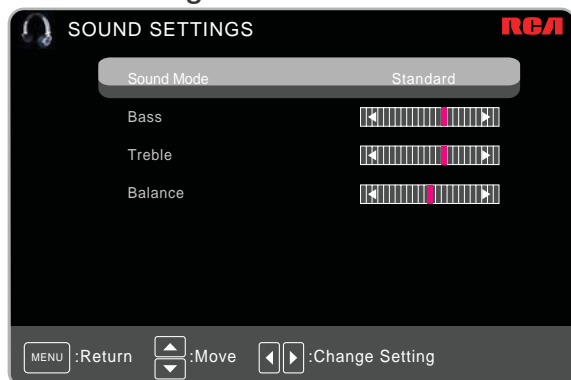 SOUND SETTINGS
RCA
Sound Mode Standard
Bass
Treble
Balance
MENU :Return :Move :Change Setting